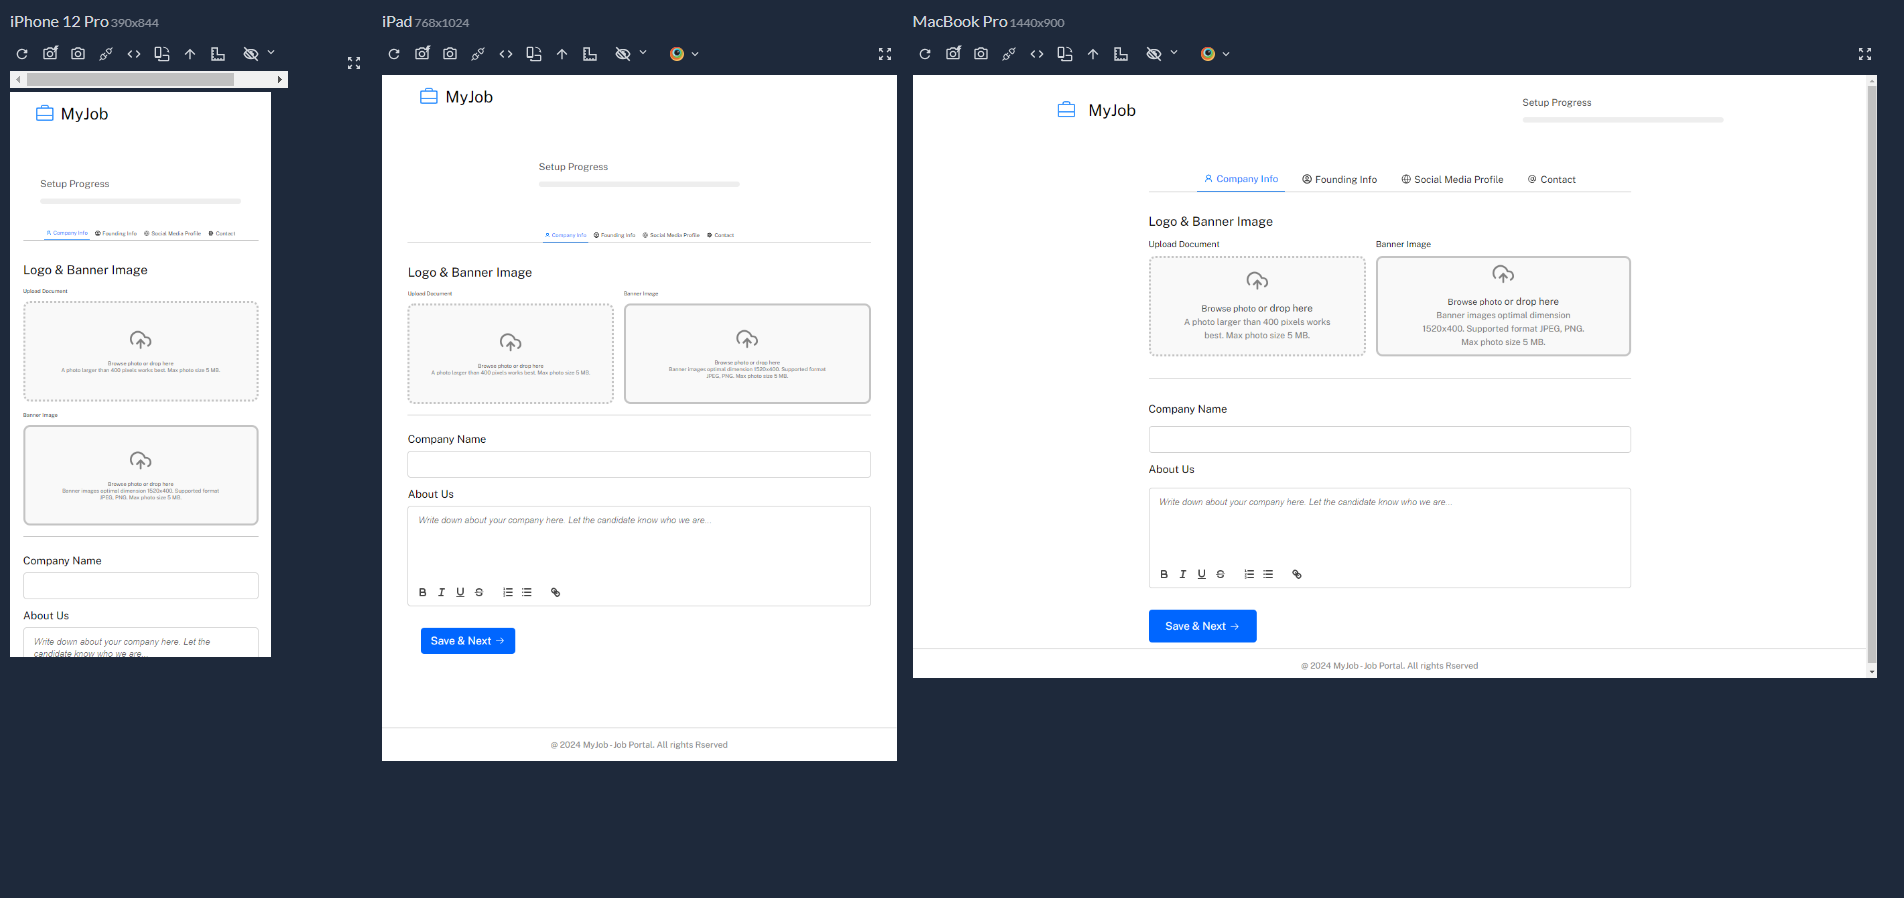 iPhone 12 Pro 390x844
MyJob
Setup Progress
Company Info Founding Info Social Media Profile Contact
Logo & Banner Image
Upload Document
Browse photo or drop here
A photo larger than 400 pixels works best. Max photo size 5 MB.
Banner Image
Browse photo or drop here
Banner images optimal dimension 1520x400. Supported format
JPEG, PNG. Max photo size 5 MB.
Company Name
About Us
Write down about your company here. Let the
candidate know who we are...
iPad 768x1024
MyJob
Setup Progress
Company Info Founding Info Social Media Profile Contact
Logo & Banner Image
Upload Document
Browse photo or drop here
A photo larger than 400 pixels works best. Max photo size 5 MB.
Banner Image
Browse photo or drop here
Banner images optimal dimension 1520x400. Supported format
JPEG, PNG. Max photo size 5 MB.
Company Name
About Us
Write down about your company here. Let the candidate know who we are...
B I U S
Save & Next →
@ 2024 MyJob - Job Portal. All rights Rserved
MacBook Pro 1440x900
MyJob
Setup Progress
Company Info Founding Info Social Media Profile Contact
Logo & Banner Image
Upload Document
Browse photo or drop here
A photo larger than 400 pixels works
best. Max photo size 5 MB.
Banner Image
Browse photo or drop here
Banner images optimal dimension
1520x400. Supported format JPEG, PNG.
Max photo size 5 MB.
Company Name
About Us
Write down about your company here. Let the candidate know who we are...
B I U S
Save & Next →
@ 2024 MyJob - Job Portal. All rights Rserved